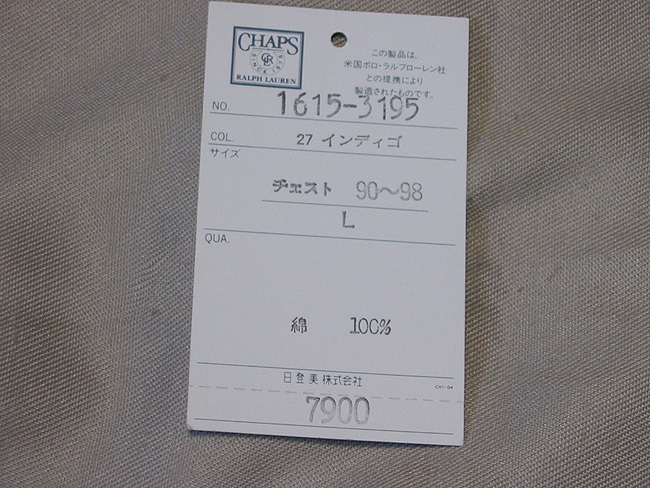 CHAPS
RALPH LAUREN
この製品は、
米国ポロ・ラルフローレン社
との提携により
製造されたものです。
NO. 1615-3195
COL. 27 インディゴ
サイズ
チェスト 90〜98
L
QUA.
綿 100%
日登美株式会社
7900